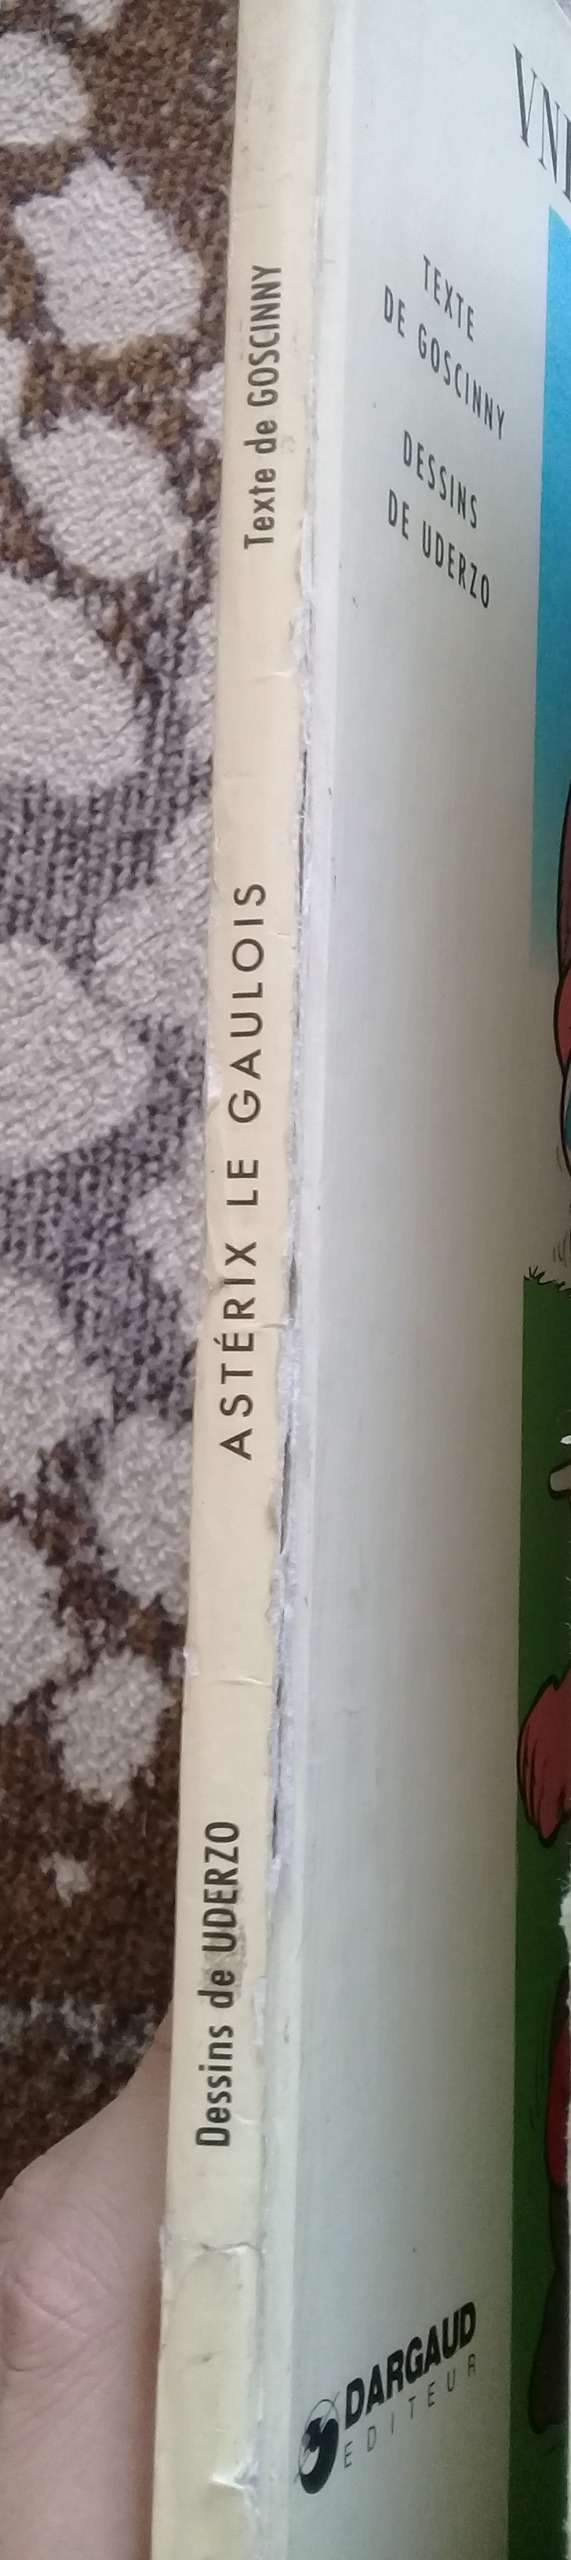 Texte de GOSCINNY
ASTÉRIX LE GAULOIS
Dessins de UDERZO
TEXTE
DE GOSCINNY
DESSINS
DE UDERZO
DARGAUD
EDITEUR